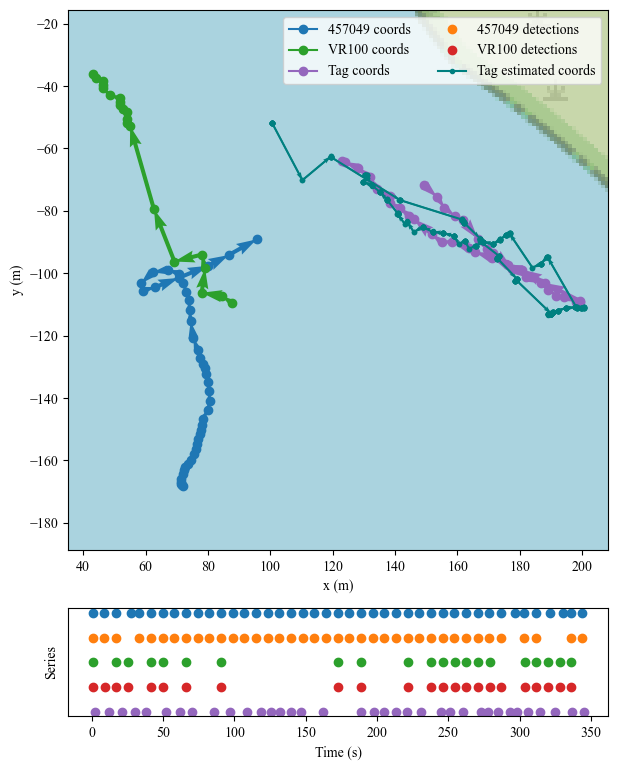 457049 coords
VR100 coords
Tag coords
457049 detections
VR100 detections
Tag estimated coords
−20
−40
−60
−80
−100
−120
−140
−160
−180
y (m)
40 60 80 100 120 140 160 180 200
x (m)
Series
0 50 100 150 200 250 300 350
Time (s)